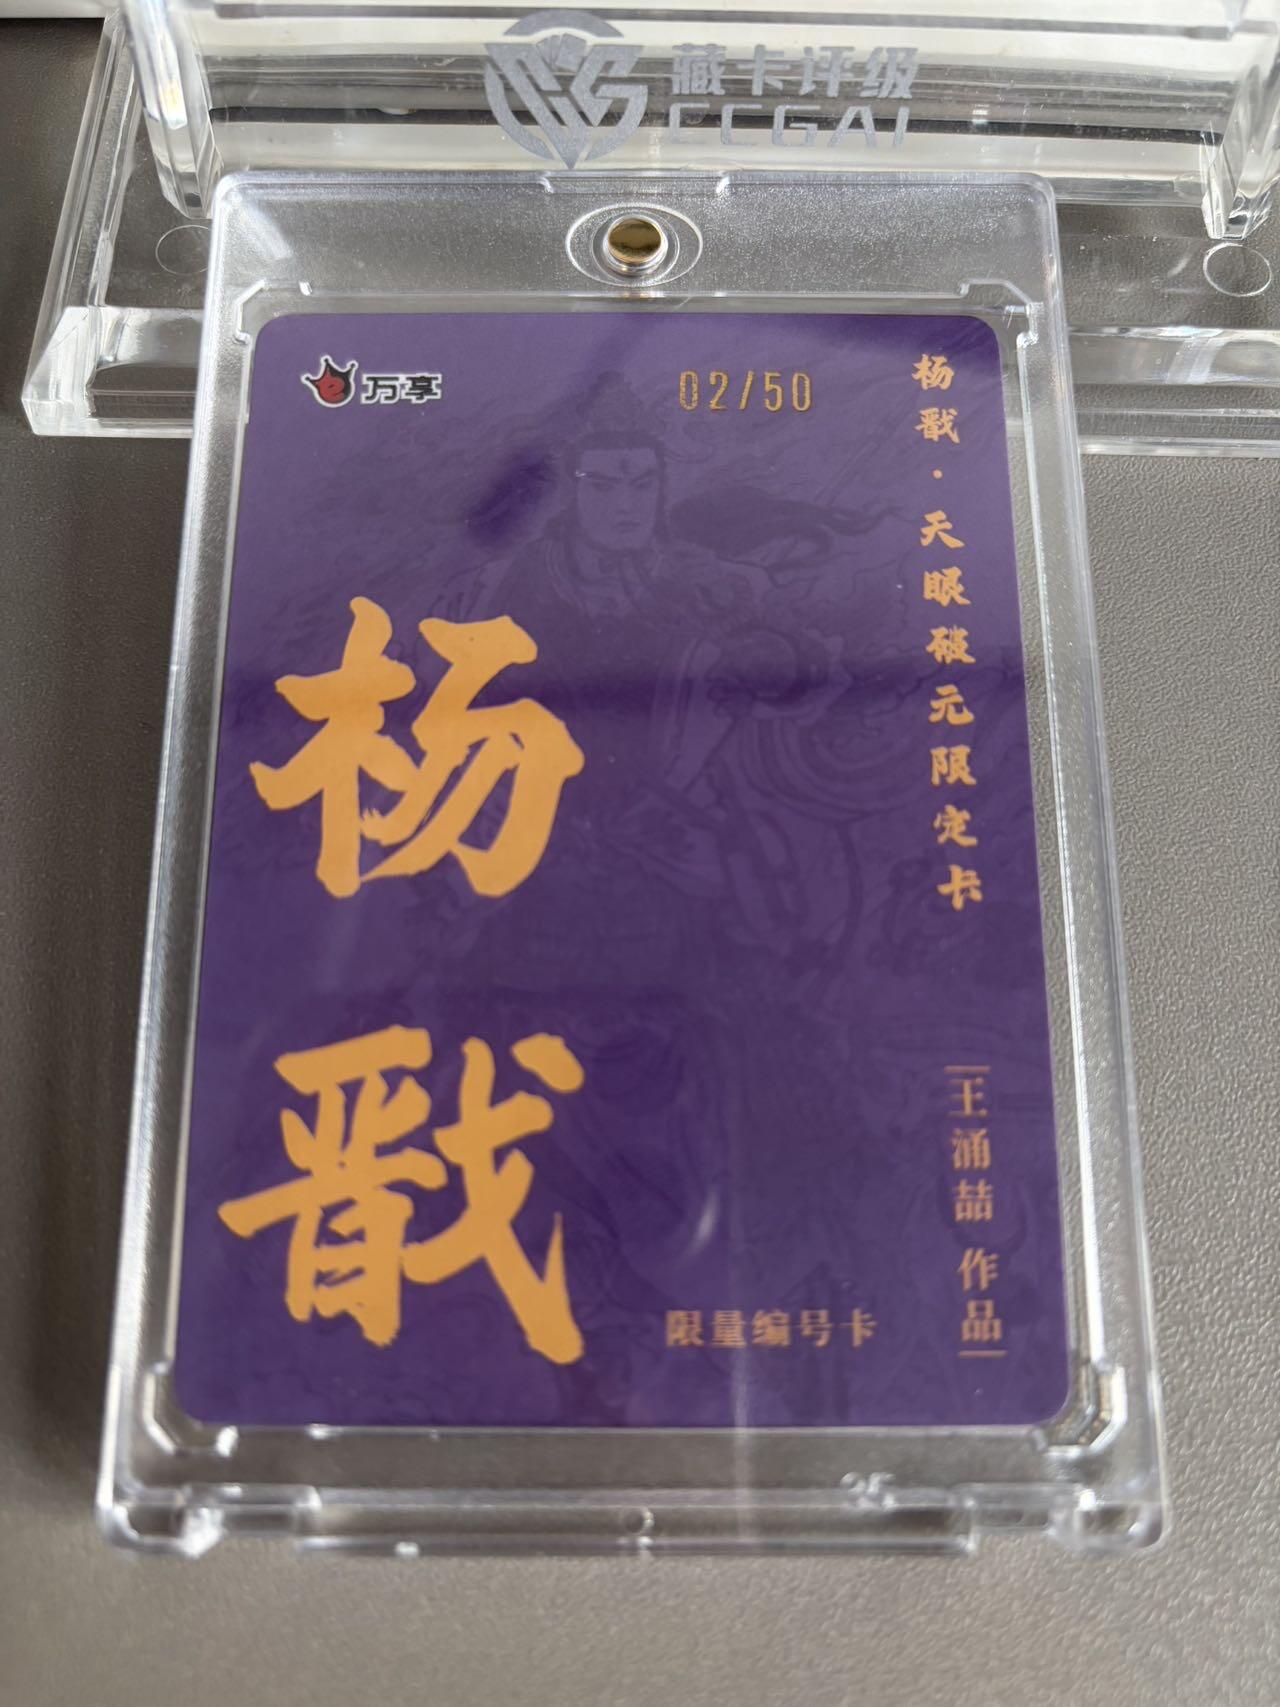 藏卡评级
CCGAI
万享
02/50
杨戬·天眼破元限定卡
杨戬
王涌喆 作品
限量编号卡